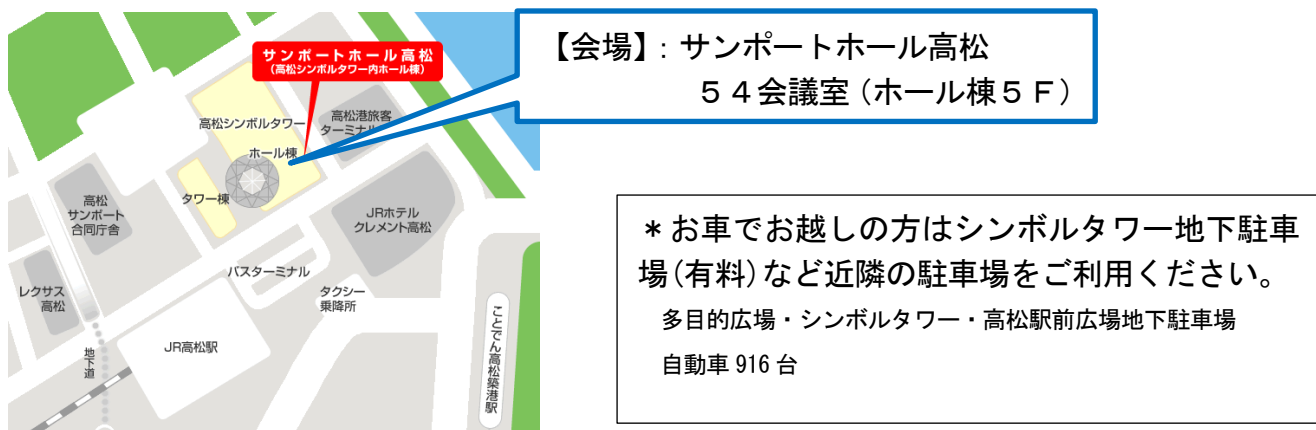 サンポートホール高松
(高松シンボルタワー内ホール棟)
【会場】：サンポートホール高松
５４会議室（ホール棟５Ｆ）
高松シンボルタワー
高松港旅客
ターミナル
ホール棟
タワー棟
高松
サンポート
合同庁舎
JRホテル
クレメント高松
バスターミナル
レクサス
高松
タクシー
乗降所
JR高松駅
地下道
ことでん高松築港駅
＊お車でお越しの方はシンボルタワー地下駐車
場（有料）など近隣の駐車場をご利用ください。
多目的広場・シンボルタワー・高松駅前広場地下駐車場
自動車 916 台